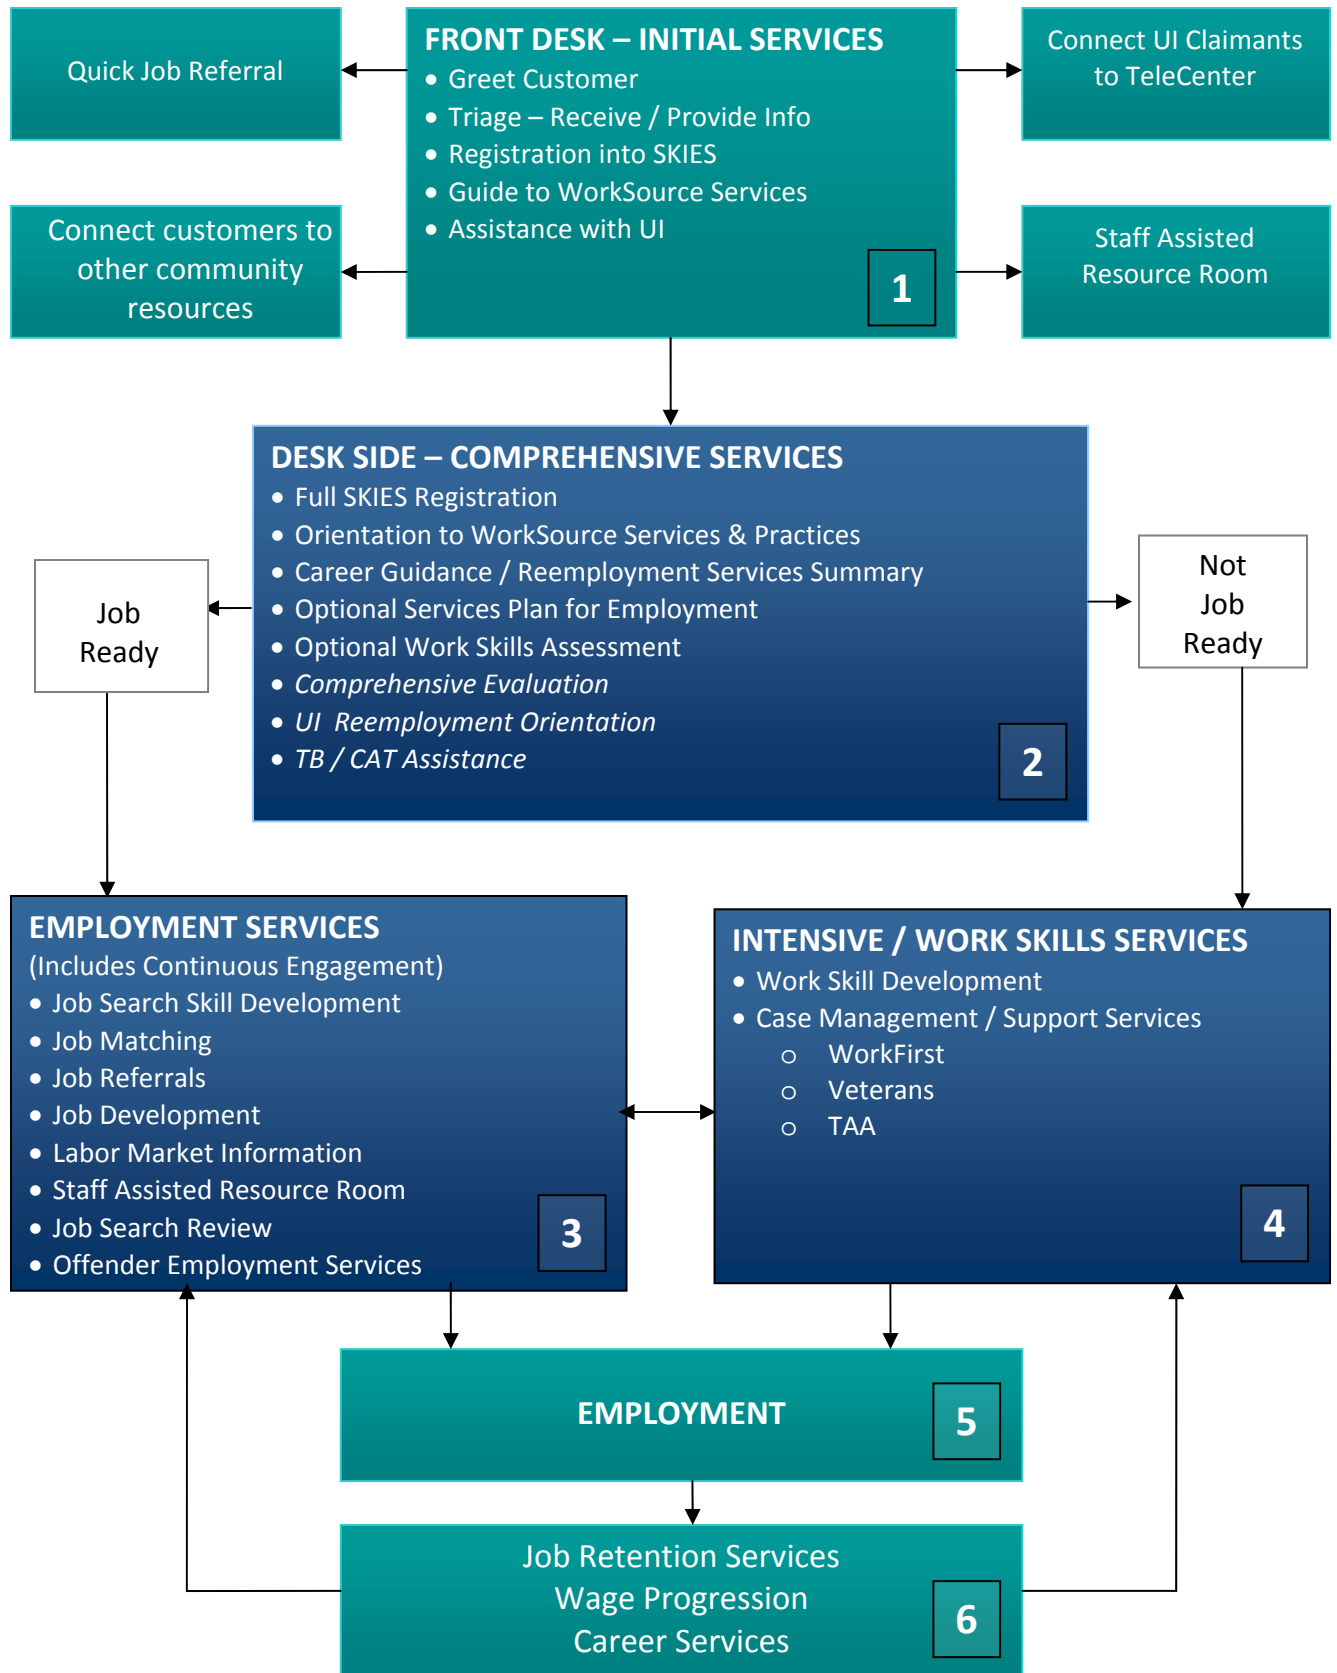 Quick Job Referral
FRONT DESK – INITIAL SERVICES
• Greet Customer
• Triage – Receive / Provide Info
• Registration into SKIES
• Guide to WorkSource Services
• Assistance with UI
1
Connect UI Claimants
to TeleCenter
Connect customers to
other community
resources
Staff Assisted
Resource Room
DESK SIDE – COMPREHENSIVE SERVICES
• Full SKIES Registration
• Orientation to WorkSource Services & Practices
• Career Guidance / Reemployment Services Summary
• Optional Services Plan for Employment
• Optional Work Skills Assessment
• Comprehensive Evaluation
• UI  Reemployment Orientation
• TB / CAT Assistance
2
Job
Ready
Not
Job
Ready
EMPLOYMENT SERVICES
(Includes Continuous Engagement)
• Job Search Skill Development
• Job Matching
• Job Referrals
• Job Development
• Labor Market Information
• Staff Assisted Resource Room
• Job Search Review
• Offender Employment Services
3
INTENSIVE / WORK SKILLS SERVICES
• Work Skill Development
• Case Management / Support Services
o WorkFirst
o Veterans
o TAA
4
EMPLOYMENT
5
Job Retention Services
Wage Progression
Career Services
6